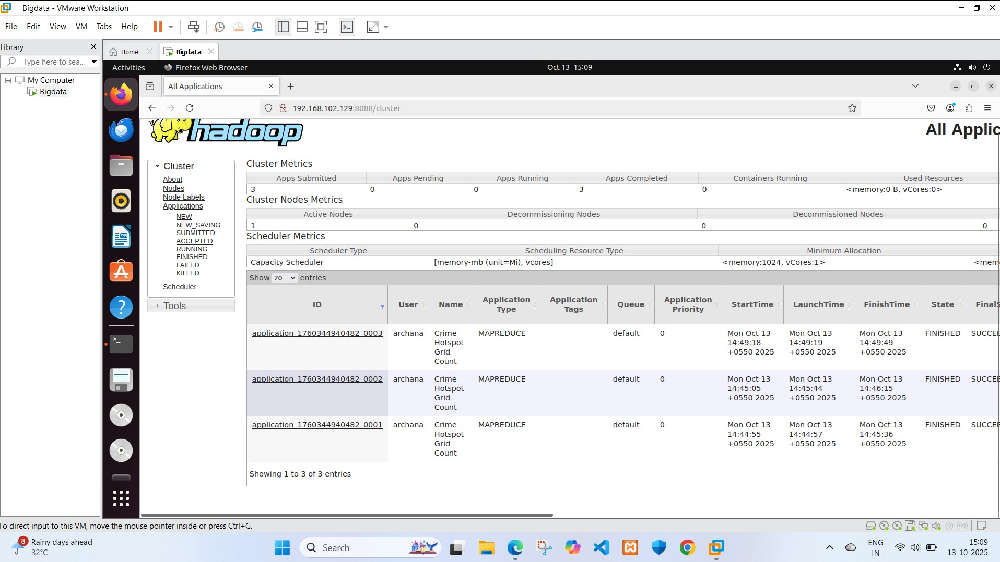 Bigdata - VMware Workstation
File Edit View VM Tabs Help
Library
Type here to sea...
My Computer
Bigdata
Home
Bigdata
Activities
Firefox Web Browser
Oct 13 15:09
All Applications
192.168.102.129:8088/cluster
hadoop
All Applic
Cluster
About
Nodes
Node Labels
Applications
NEW
NEW_SAVING
SUBMITTED
ACCEPTED
RUNNING
FINISHED
FAILED
KILLED
Scheduler
Tools
Cluster Metrics
Apps Submitted Apps Pending Apps Running Apps Completed Containers Running Used Resources
3 0 0 3 0 <memory:0 B, vCores:0>
Cluster Nodes Metrics
Active Nodes Decommissioning Nodes Decommissioned Nodes
1 0 0 0
Scheduler Metrics
Scheduler Type Scheduling Resource Type Minimum Allocation
Capacity Scheduler [memory-mb (unit=Mi), vcores] <memory:1024, vCores:1> <mem
Show 20 entries
ID User Name Application Type Application Tags Queue Application Priority StartTime LaunchTime FinishTime State FinalS
application_1760344940482_0003 archana Crime Hotspot Grid Count MAPREDUCE default 0 Mon Oct 13 14:49:18 +0550 2025 Mon Oct 13 14:49:19 +0550 2025 Mon Oct 13 14:49:49 +0550 2025 FINISHED SUCCEE
application_1760344940482_0002 archana Crime Hotspot Grid Count MAPREDUCE default 0 Mon Oct 13 14:45:05 +0550 2025 Mon Oct 13 14:45:44 +0550 2025 Mon Oct 13 14:46:15 +0550 2025 FINISHED SUCCEE
application_1760344940482_0001 archana Crime Hotspot Grid Count MAPREDUCE default 0 Mon Oct 13 14:44:55 +0550 2025 Mon Oct 13 14:44:57 +0550 2025 Mon Oct 13 14:45:36 +0550 2025 FINISHED SUCCEE
Showing 1 to 3 of 3 entries
To direct input to this VM, move the mouse pointer inside or press Ctrl+G.
8
Rainy days ahead
32°C
Search
ENG
IN
15:09
13-10-2025